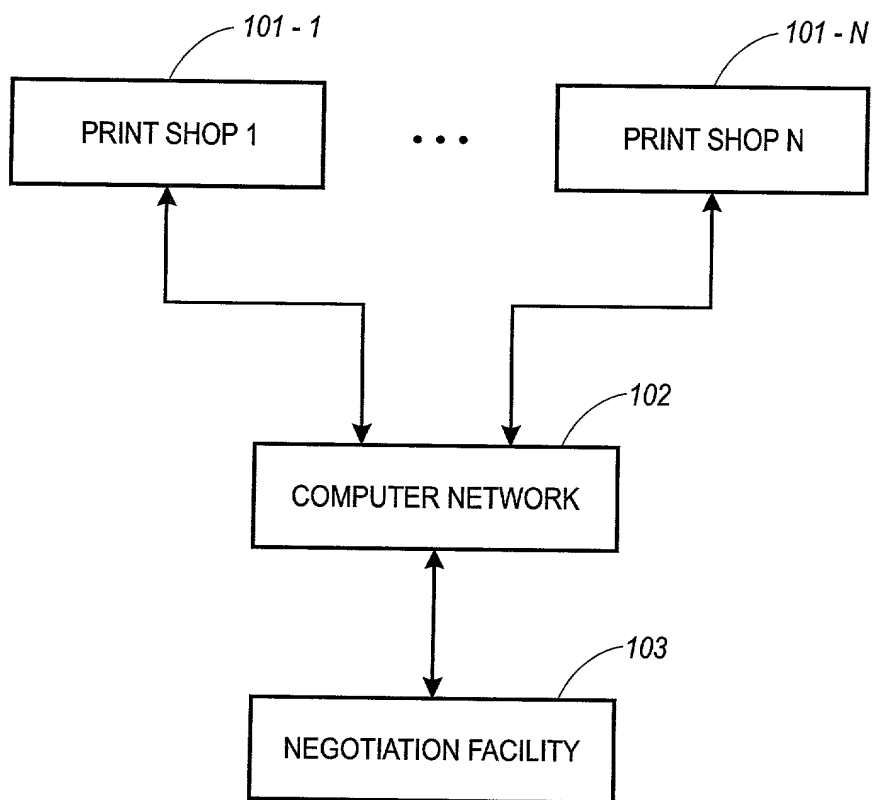 101 - 1
101 - N
PRINT SHOP 1
• • •
PRINT SHOP N
102
COMPUTER NETWORK
103
NEGOTIATION FACILITY